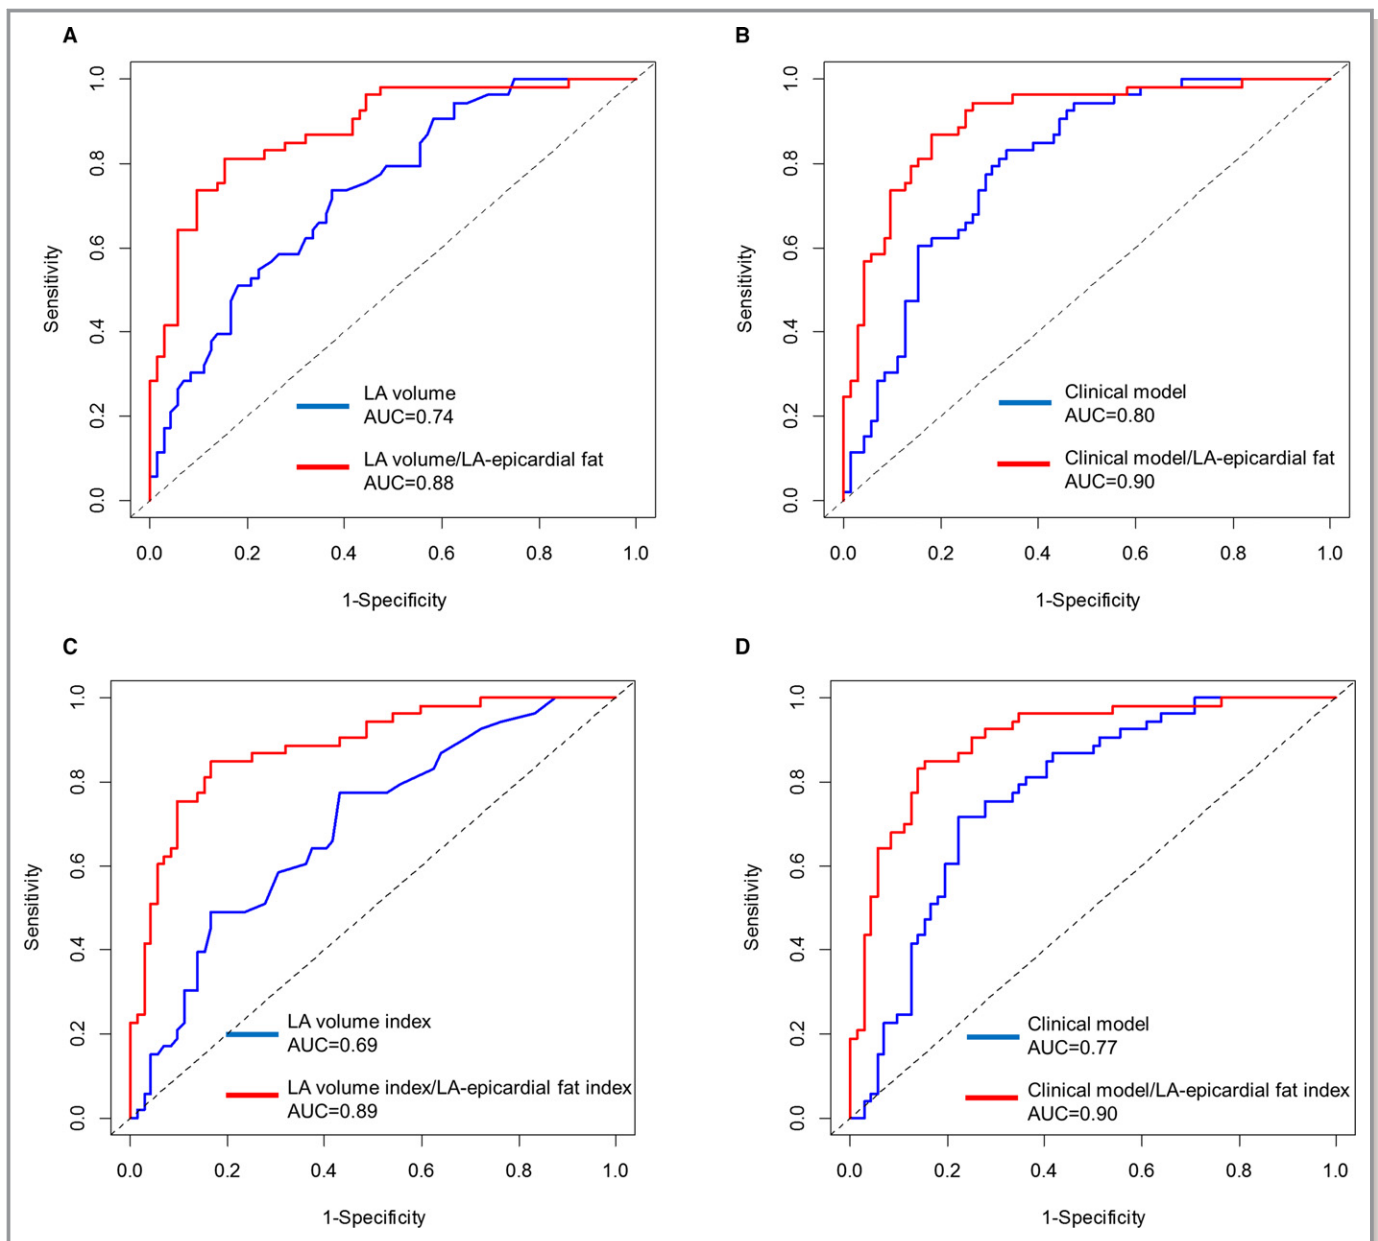 A
1.0
0.8
0.6
0.4
0.2
0.0
Sensitivity
LA volume
AUC=0.74
LA volume/LA-epicardial fat
AUC=0.88
0.0 0.2 0.4 0.6 0.8 1.0
1-Specificity
B
1.0
0.8
0.6
0.4
0.2
0.0
Sensitivity
Clinical model
AUC=0.80
Clinical model/LA-epicardial fat
AUC=0.90
0.0 0.2 0.4 0.6 0.8 1.0
1-Specificity
C
1.0
0.8
0.6
0.4
0.2
0.0
Sensitivity
LA volume index
AUC=0.69
LA volume index/LA-epicardial fat index
AUC=0.89
0.0 0.2 0.4 0.6 0.8 1.0
1-Specificity
D
1.0
0.8
0.6
0.4
0.2
0.0
Sensitivity
Clinical model
AUC=0.77
Clinical model/LA-epicardial fat index
AUC=0.90
0.0 0.2 0.4 0.6 0.8 1.0
1-Specificity